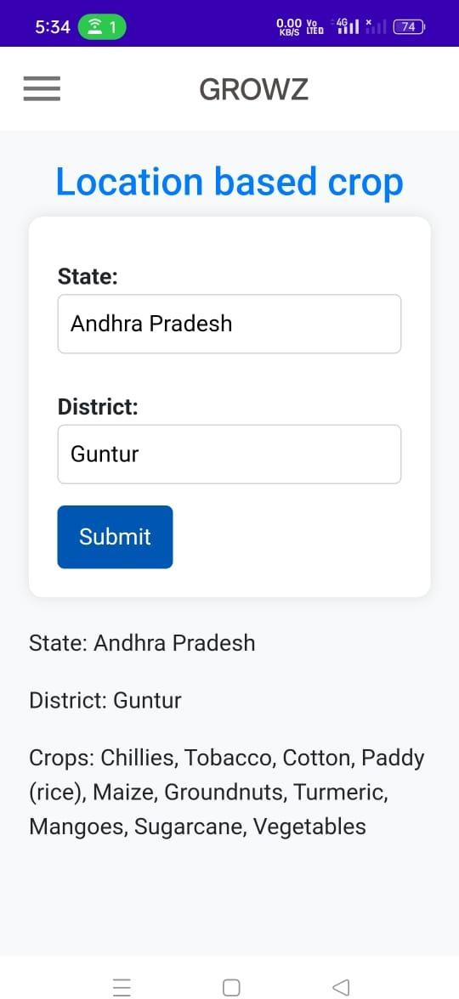 5:34 1 0.00 KB/S Vo LTED 4G 74
GROWZ
Location based crop
State:
Andhra Pradesh
District:
Guntur
Submit
State: Andhra Pradesh
District: Guntur
Crops: Chillies, Tobacco, Cotton, Paddy
(rice), Maize, Groundnuts, Turmeric,
Mangoes, Sugarcane, Vegetables